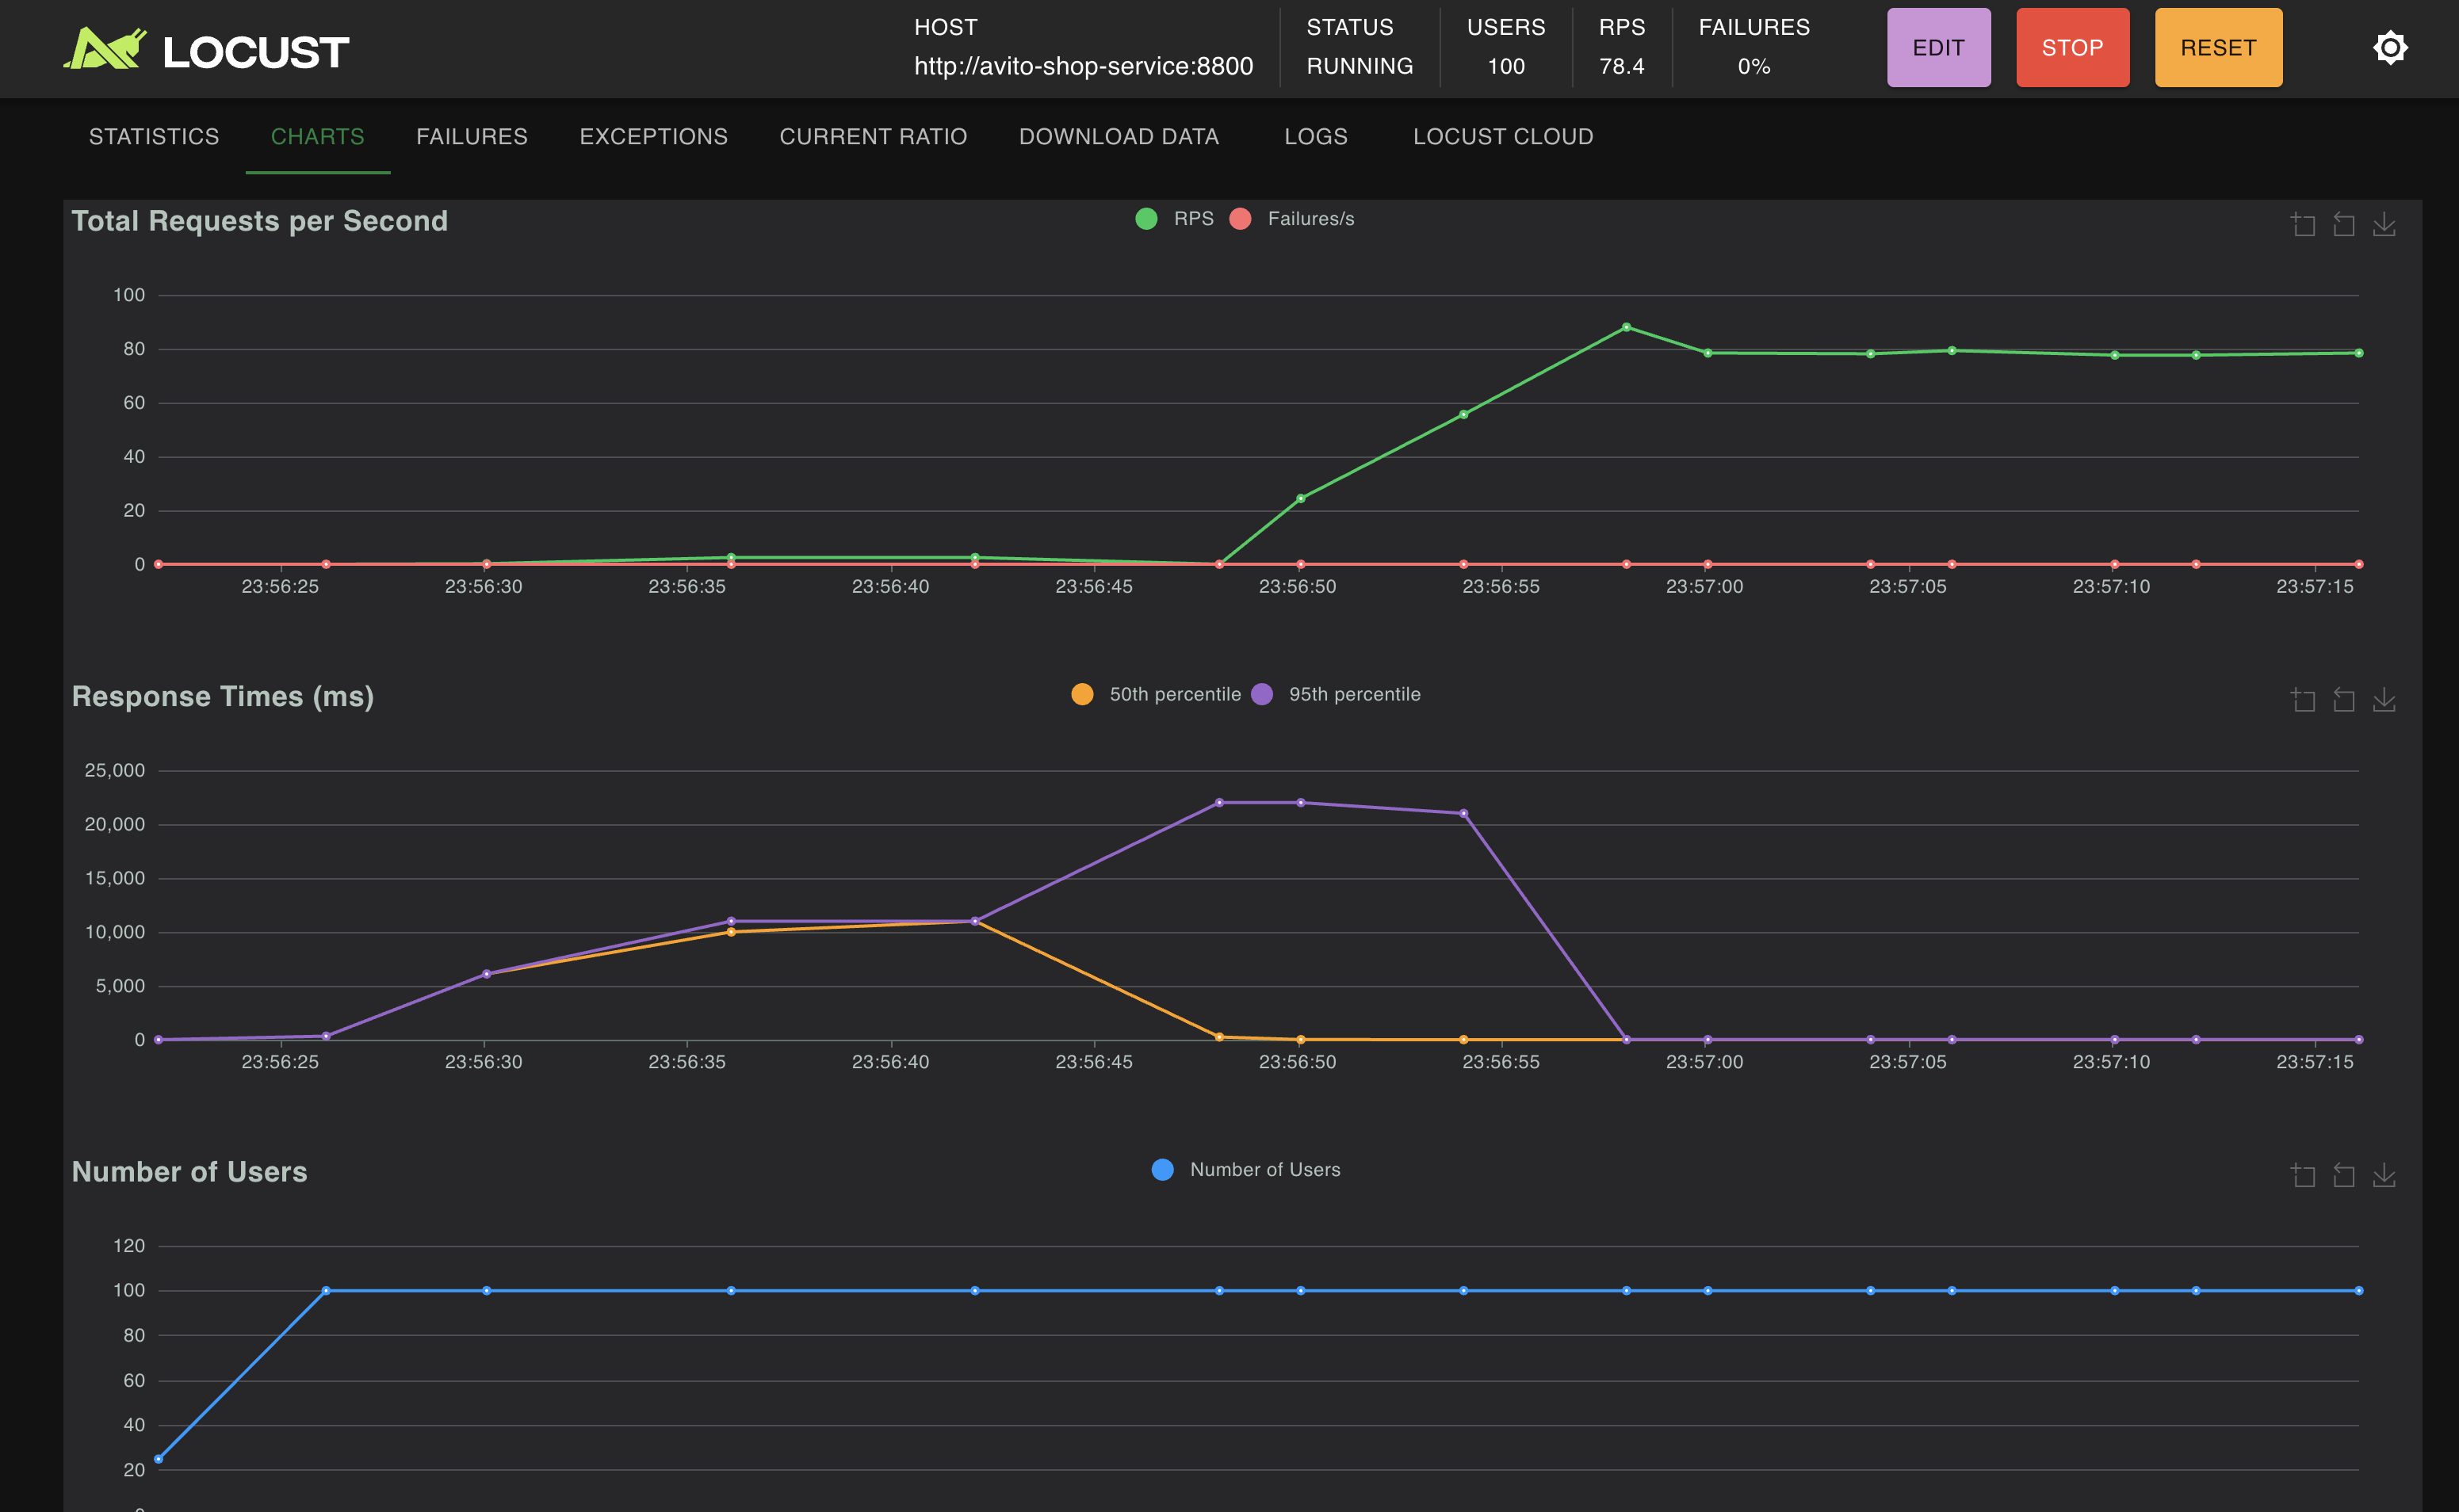 LOCUST
HOST
http://avito-shop-service:8800
STATUS
RUNNING
USERS
100
RPS
78.4
FAILURES
0%
EDIT
STOP
RESET
STATISTICS CHARTS FAILURES EXCEPTIONS CURRENT RATIO DOWNLOAD DATA LOGS LOCUST CLOUD
Total Requests per Second
RPS Failures/s
100
80
60
40
20
0
23:56:25 23:56:30 23:56:35 23:56:40 23:56:45 23:56:50 23:56:55 23:57:00 23:57:05 23:57:10 23:57:15
Response Times (ms)
50th percentile 95th percentile
25,000
20,000
15,000
10,000
5,000
0
23:56:25 23:56:30 23:56:35 23:56:40 23:56:45 23:56:50 23:56:55 23:57:00 23:57:05 23:57:10 23:57:15
Number of Users
Number of Users
120
100
80
60
40
20